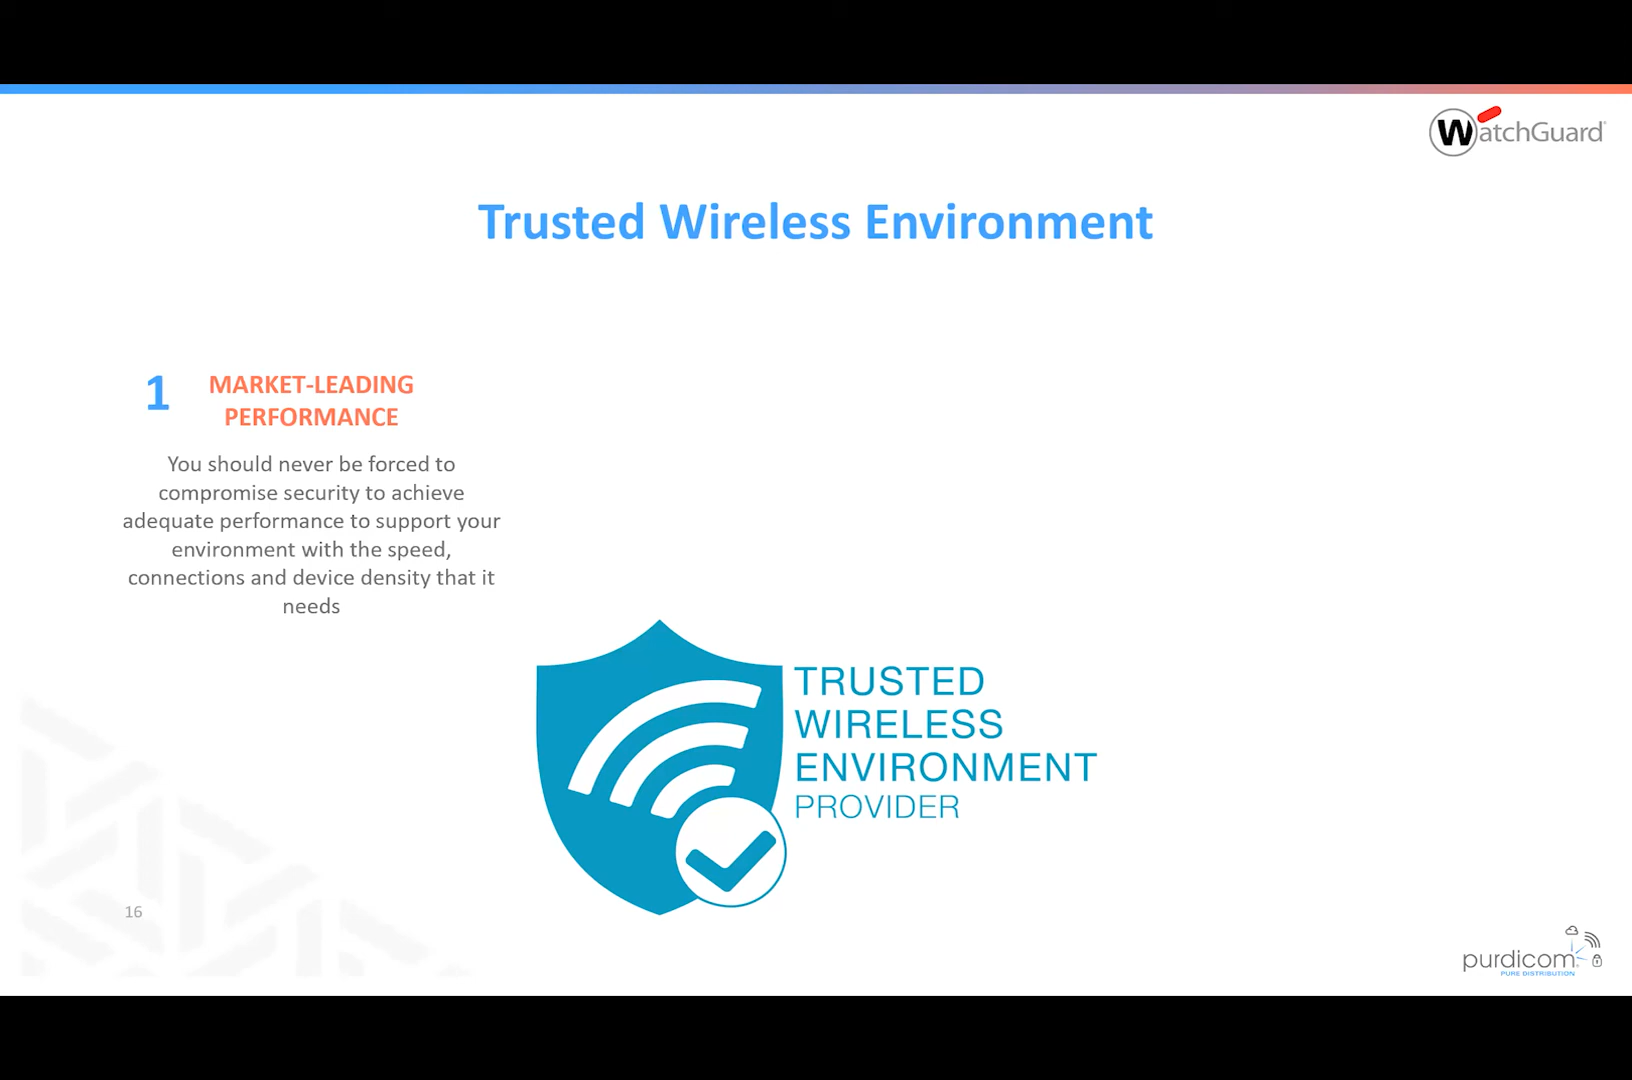 WatchGuard
Trusted Wireless Environment
1
MARKET-LEADING
PERFORMANCE
You should never be forced to
compromise security to achieve
adequate performance to support your
environment with the speed,
connections and device density that it
needs
TRUSTED
WIRELESS
ENVIRONMENT
PROVIDER
16
purdicom
PURE DISTRIBUTION